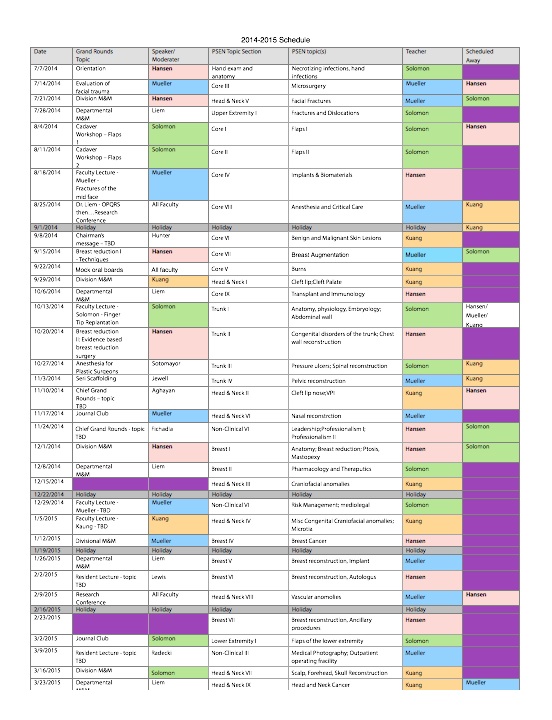 2014-2015 Schedule
Date Grand Rounds Topic Speaker/ Moderater PSEN Topic Section PSEN topic(s) Teacher Scheduled Away
7/7/2014 Orientation Hansen Hand exam and anatomy Necrotizing infections, hand infections Solomon
7/14/2014 Evaluation of facial trauma Mueller Core III Microsurgery Mueller Hansen
7/21/2014 Division M&M Hansen Head & Neck V Facial Fractures Mueller Solomon
7/28/2014 Departmental M&M Liem Upper Extremity I Fractures and Dislocations Solomon
8/4/2014 Cadaver Workshop – Flaps 1 Solomon Core I Flaps I Solomon Hansen
8/11/2014 Cadaver Workshop – Flaps 2 Solomon Core II Flaps II Solomon
8/18/2014 Faculty Lecture - Mueller - Fractures of the mid face Mueller Core IV Implants & Biomaterials Hansen
8/25/2014 Dr. Liem - OPQRS then…Research Conference All Faculty Core VIII Anesthesia and Critical Care Mueller Kuang
9/1/2014 Holiday Holiday Holiday Holiday Holiday Kuang
9/8/2014 Chairman's message – TBD Hunter Core VI Benign and Malignant Skin Lesions Kuang
9/15/2014 Breast reduction I - Techniques Hansen Core VII Breast Augmentation Mueller Solomon
9/22/2014 Mock oral boards All faculty Core V Burns Kuang
9/29/2014 Division M&M Kuang Head & Neck I Cleft lip;Cleft Palate Kuang
10/6/2014 Departmental M&M Liem Core IX Transplant and Immunology Hansen
10/13/2014 Faculty Lecture - Solomon - Finger Tip Replantation Solomon Trunk I Anatomy, physiology, Embryology; Abdominal wall Solomon Hansen/ Mueller/ Kuang
10/20/2014 Breast reduction II: Evidence based breast reduction surgery Hansen Trunk II Congenital disorders of the trunk; Chest wall reconstruction Hansen
10/27/2014 Anesthesia for Plastic Surgeons Sotomayor Trunk III Pressure ulcers; Spinal reconstruction Solomon Kuang
11/3/2014 Seri Scaffolding Jewell Trunk IV Pelvic reconstruction Mueller Kuang
11/10/2014 Chief Grand Rounds – topic TBD Aghayan Head & Neck II Cleft lip nose;VPI Kuang Hansen
11/17/2014 Journal Club Mueller Head & Neck VI Nasal reconstrction Mueller
11/24/2014 Chief Grand Rounds - topic TBD Fichadia Non-Clinical VI Leadership;Professionalism I; Professionalism II Mueller Solomon
12/1/2014 Division M&M Hansen Breast I Anatomy; Breast reduction; Ptosis, Mastopexy Hansen Solomon
12/8/2014 Departmental M&M Liem Breast II Pharmacology and Theraputics Solomon
12/15/2014 Head & Neck III Craniofacial anomalies Kuang
12/22/2014 Holiday Holiday Holiday Holiday Holiday
12/29/2014 Faculty Lecture - Mueller - TBD Mueller Non-Clinical VI Risk Management; mediolegal Solomon
1/5/2015 Faculty Lecture - Kaung - TBD Kuang Head & Neck IV Misc Congenital Craniofacial anomalies; Microtia Kuang
1/12/2015 Divisional M&M Mueller Breast IV Breast Cancer Hansen
1/19/2015 Holiday Holiday Holiday Holiday Holiday
1/26/2015 Departmental M&M Liem Breast V Breast reconstruction, Implant Mueller
2/2/2015 Resident Lecture - topic TBD Lewis Breast VI Breast reconstruction, Autologus Hansen
2/9/2015 Research Conference All Faculty Head & Neck VIII Vascular anomolies Mueller Hansen
2/16/2015 Holiday Holiday Holiday Holiday Holiday
2/23/2015 Breast VII Breast reconstruction, Ancillary procedures Hansen
3/2/2015 Journal Club Solomon Lower Extremity I Flaps of the lower extremity Solomon
3/9/2015 Resident Lecture - topic TBD Kadecki Non-Clinical III Medical Photography; Outpatient operating fracility Mueller
3/16/2015 Division M&M Solomon Head & Neck VII Scalp, Forehead, Skull Reconstruction Kuang
3/23/2015 Departmental M&M Liem Head & Neck IX Head and Neck Cancer Kuang Mueller